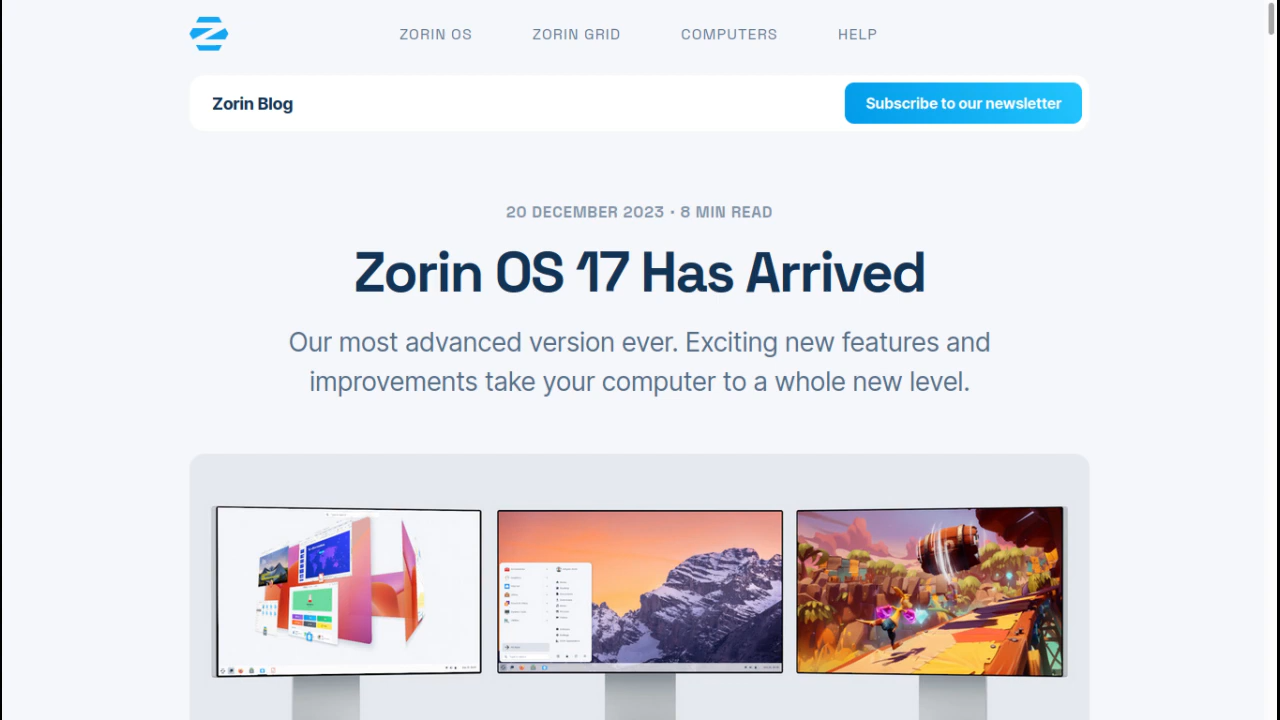 ZORIN OS
ZORIN GRID
COMPUTERS
HELP
Zorin Blog
Subscribe to our newsletter
20 DECEMBER 2023 • 8 MIN READ
Zorin OS 17 Has Arrived
Our most advanced version ever. Exciting new features and
improvements take your computer to a whole new level.